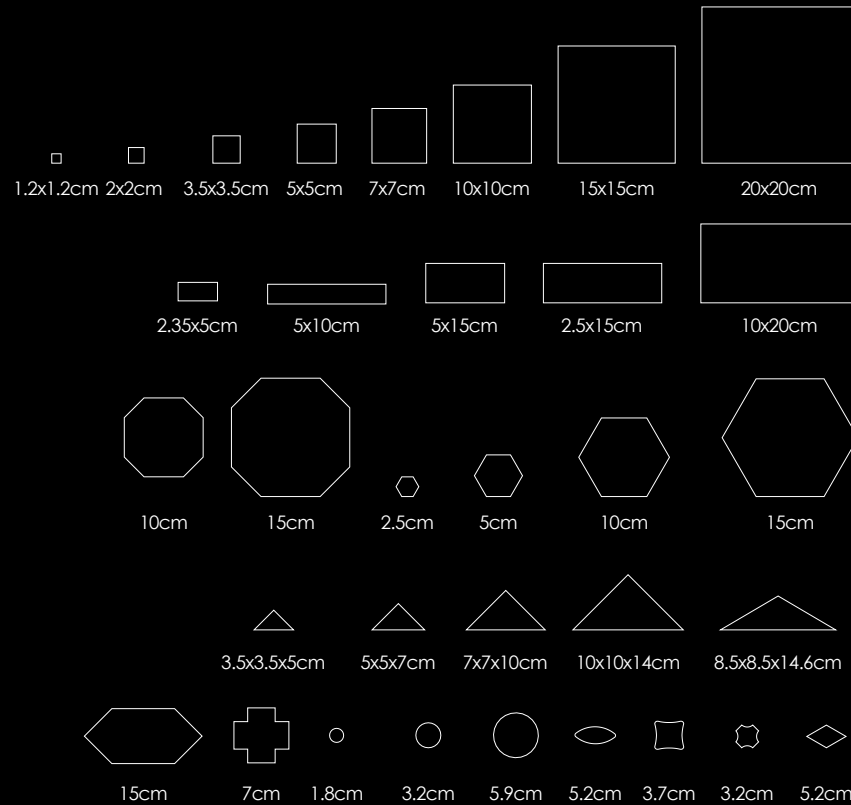 1.2x1.2cm 2x2cm 3.5x3.5cm 5x5cm 7x7cm 10x10cm 15x15cm 20x20cm
2.35x5cm 5x10cm 5x15cm 2.5x15cm 10x20cm
10cm 15cm 2.5cm 5cm 10cm 15cm
3.5x3.5x5cm 5x5x7cm 7x7x10cm 10x10x14cm 8.5x8.5x14.6cm
15cm 7cm 1.8cm 3.2cm 5.9cm 5.2cm 3.7cm 3.2cm 5.2cm